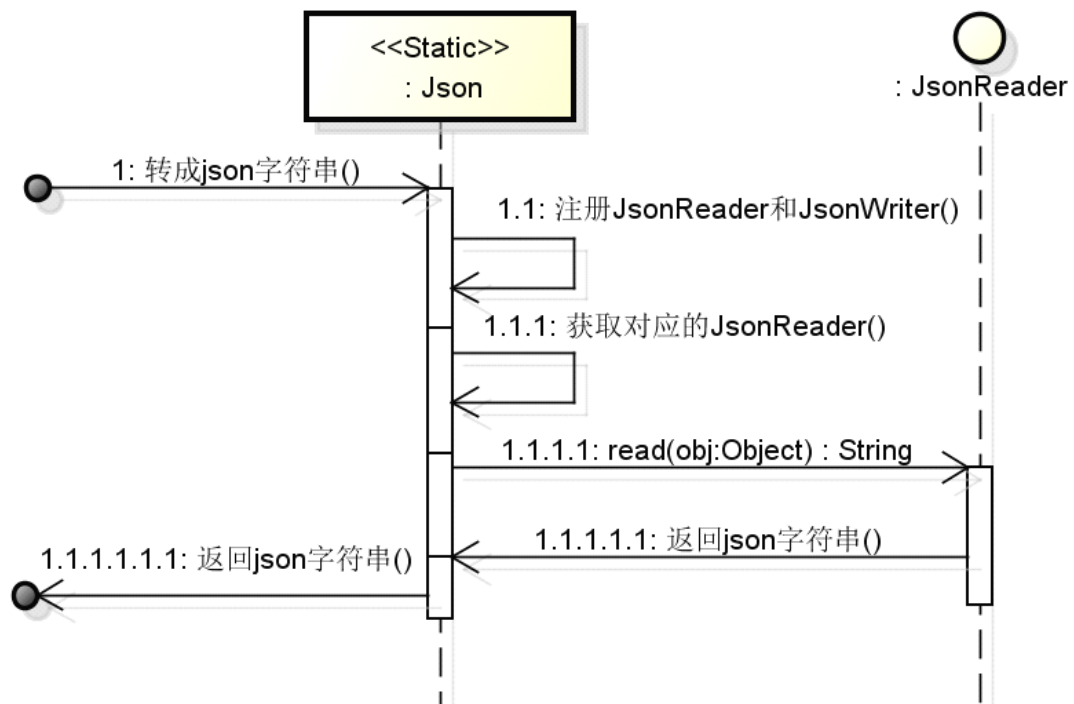 <<Static>>
: Json
: JsonReader
1: 转成json字符串()
1.1: 注册JsonReader和JsonWriter()
1.1.1: 获取对应的JsonReader()
1.1.1.1: read(obj:Object) : String
1.1.1.1.1: 返回json字符串()
1.1.1.1.1.1: 返回json字符串()